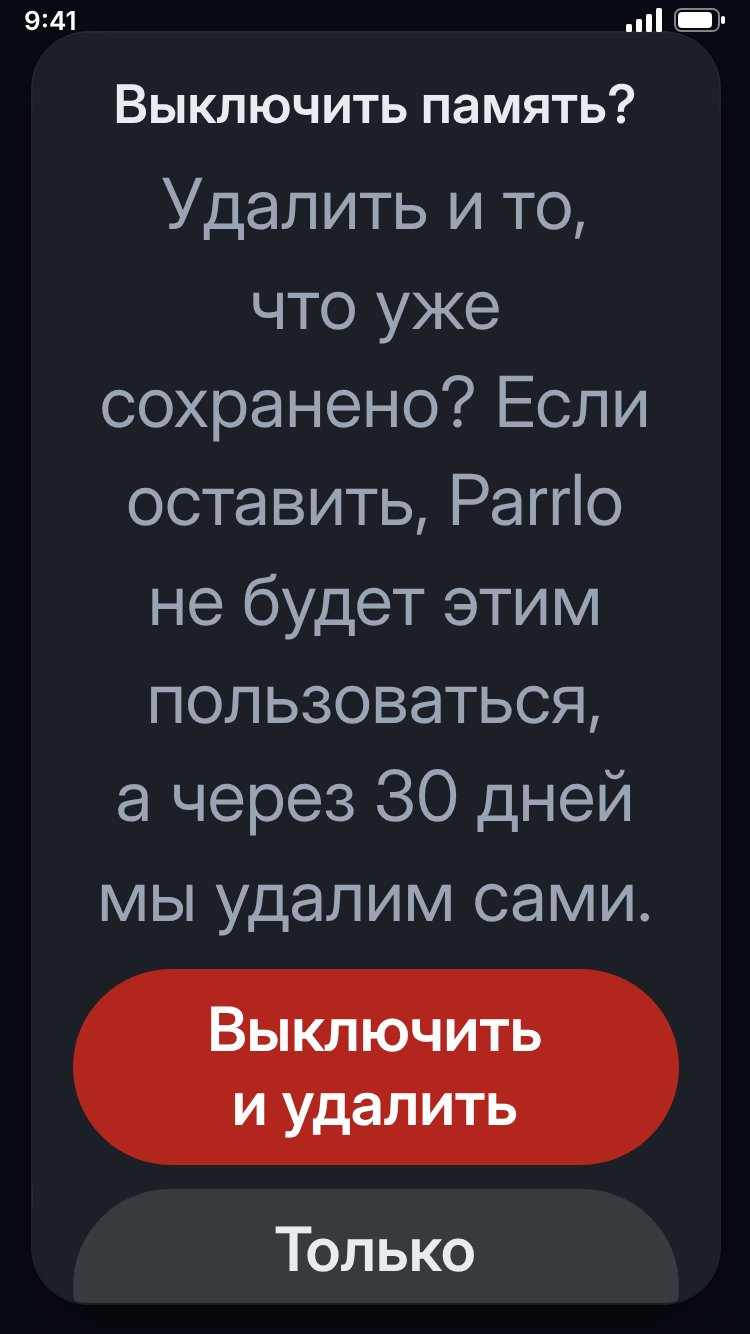 9:41
Выключить память?
Удалить и то,
что уже
сохранено? Если
оставить, Parrlo
не будет этим
пользоваться,
а через 30 дней
мы удалим сами.
Выключить
и удалить
Только